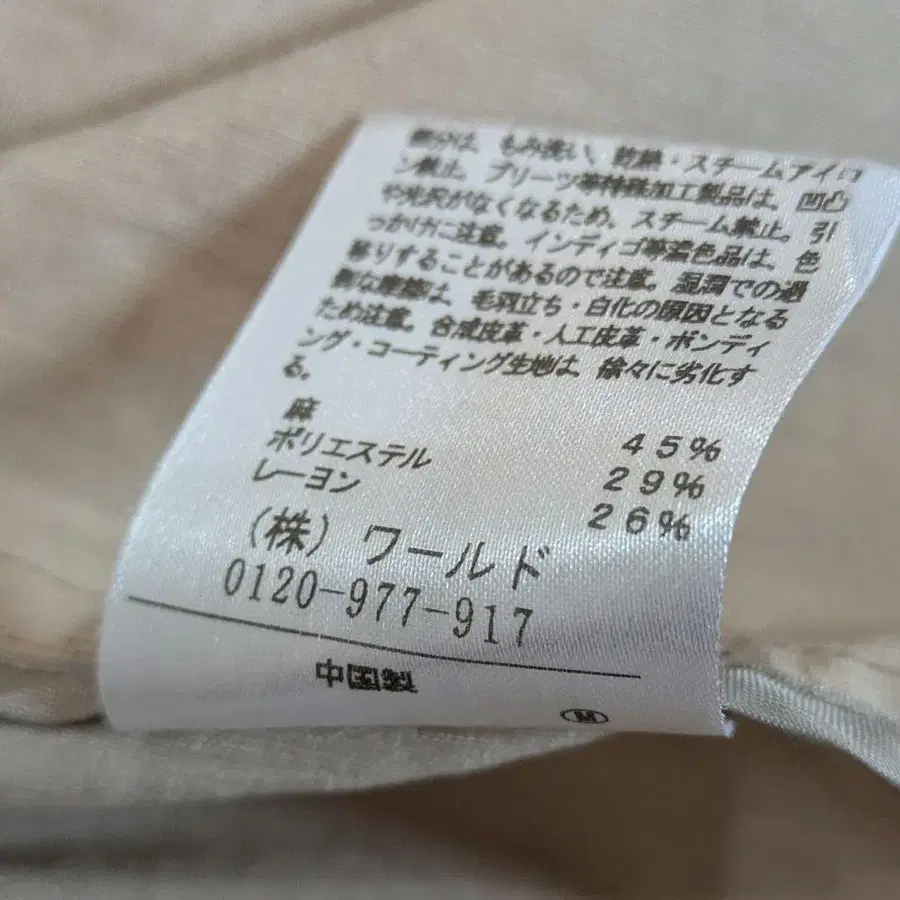 部分は、もみ洗い、乾熱・スチームアイロ
ン禁止。プリーツ等特殊加工製品は、凹凸
や光沢がなくなるため、スチーム禁止。引
っかけに注意。インディゴ等濃色品は、色
移りすることがあるので注意。湿潤での過
剰な摩擦は、毛羽立ち・白化の原因となる
ため注意。合成皮革・人工皮革・ボンディ
ング・コーティング生地は、徐々に劣化す
る。
麻 45%
ポリエステル 29%
レーヨン 26%
(株)ワールド
0120-977-917
中国製
M